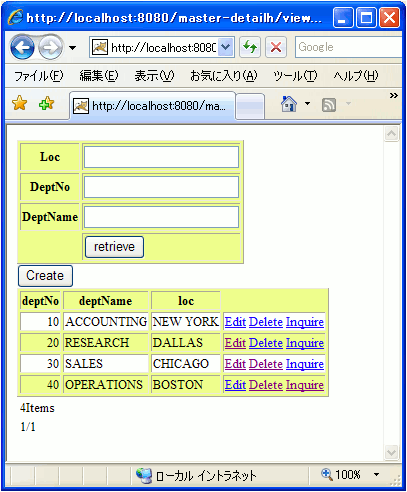 http://localhost:8080/master-detailh/view...
http://localhost:8080 Google
ファイル(F) 編集(E) 表示(V) お気に入り(A) ツール(T) ヘルプ(H)
http://localhost:8080/ma... »
Loc
DeptNo
DeptName
retrieve
Create
deptNo deptName loc
10 ACCOUNTING NEW YORK Edit Delete Inquire
20 RESEARCH DALLAS Edit Delete Inquire
30 SALES CHICAGO Edit Delete Inquire
40 OPERATIONS BOSTON Edit Delete Inquire
4Items
1/1
ローカル イントラネット 100%